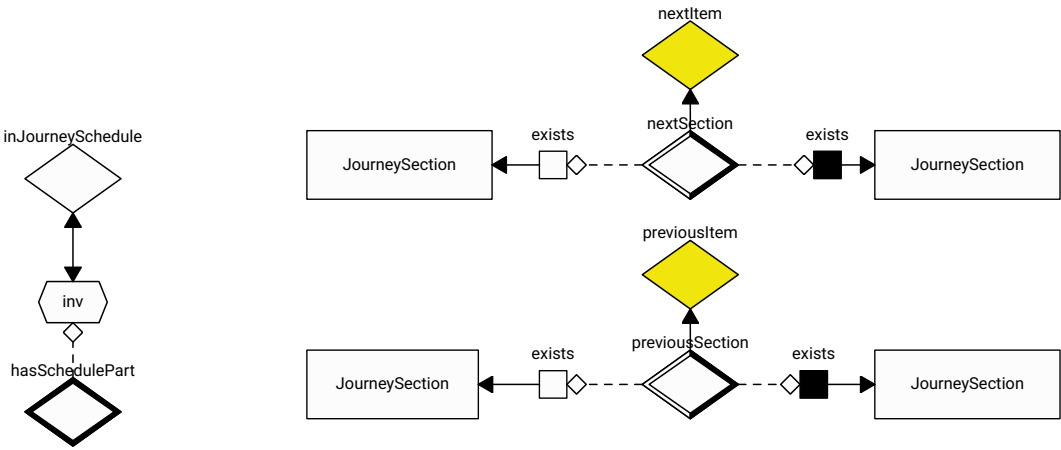 nextItem
inJourneySchedule
exists
nextSection
exists
JourneySection
JourneySection
previousItem
inv
exists
previousSection
exists
hasSchedulePart
JourneySection
JourneySection